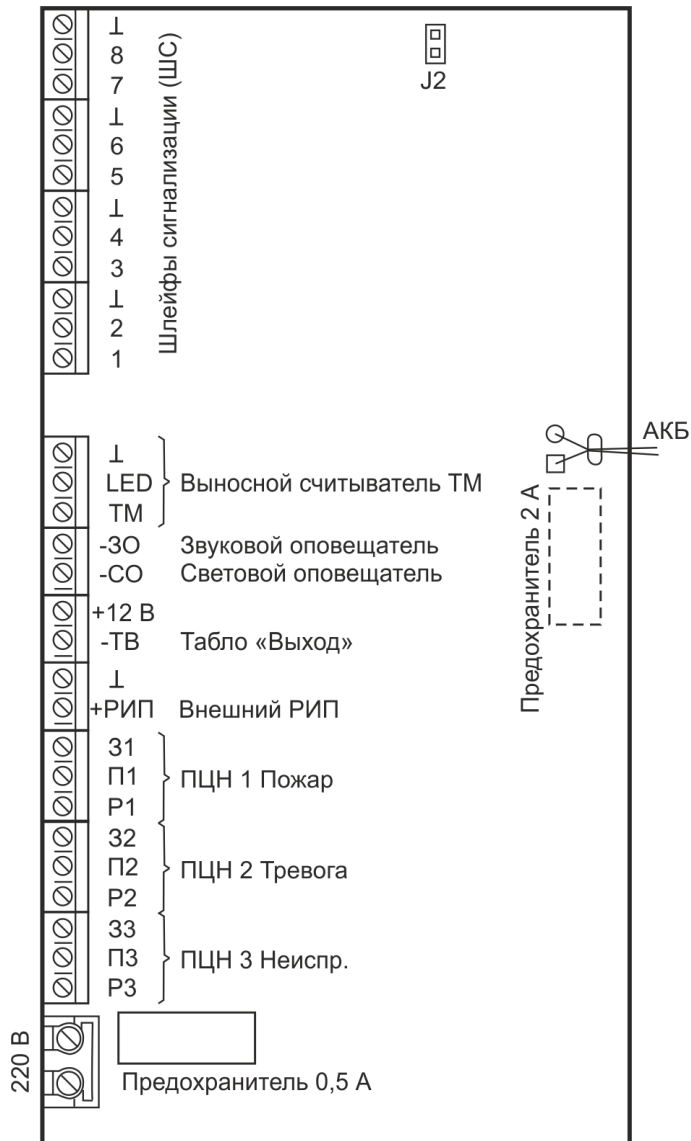 ⊥
8
7
⊥
6
5
⊥
4
3
⊥
2
1
Шлейфы сигнализации (ШС)
J2
АКБ
Предохранитель 2 А
⊥
LED
ТМ
Выносной считыватель ТМ
-ЗО Звуковой оповещатель
-СО Световой оповещатель
+12 В
-ТВ Табло «Выход»
⊥
+РИП Внешний РИП
З1
П1
Р1
ПЦН 1 Пожар
З2
П2
Р2
ПЦН 2 Тревога
З3
П3
Р3
ПЦН 3 Неиспр.
220 В
Предохранитель 0,5 А